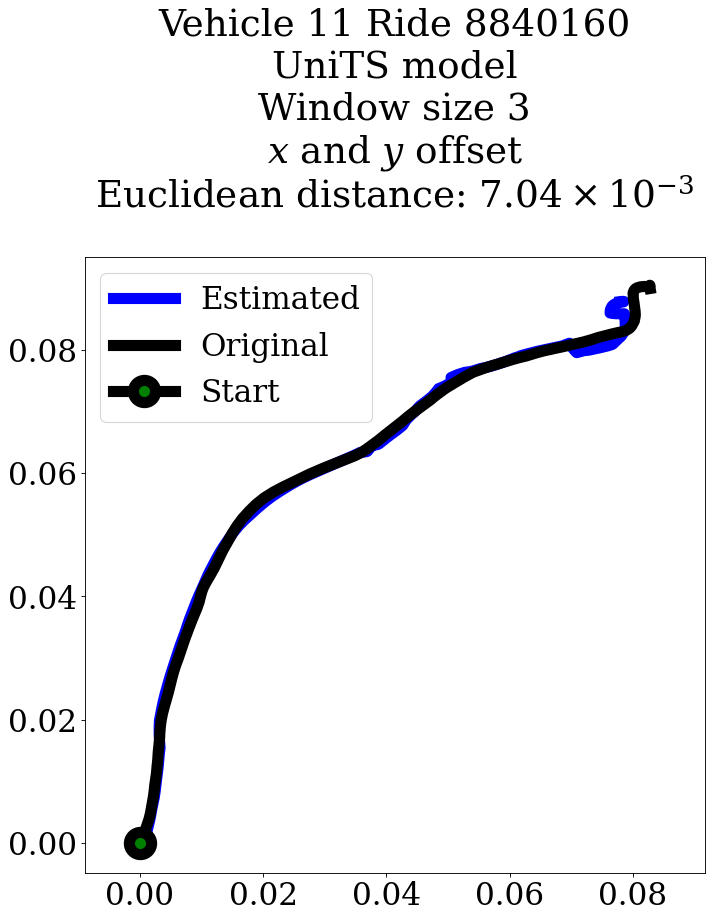 Vehicle 11 Ride 8840160
UniTS model
Window size 3
x and y offset
Euclidean distance: 7.04 × 10⁻³
Estimated
Original
Start
0.08
0.06
0.04
0.02
0.00
0.00 0.02 0.04 0.06 0.08